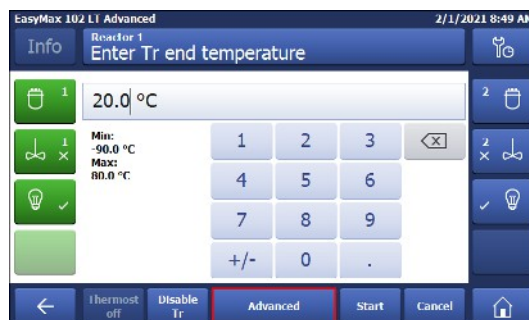 EasyMax 102 LT Advanced 2/1/2021 8:49 AM
Info
Reactor 1
Enter Tr end temperature
1
2
20.0 °C
1
2
Min:
-90.0 °C
Max:
80.0 °C
1 2 3
4 5 6
7 8 9
+/- 0 .
Thermost
off
Disable
Tr
Advanced
Start
Cancel